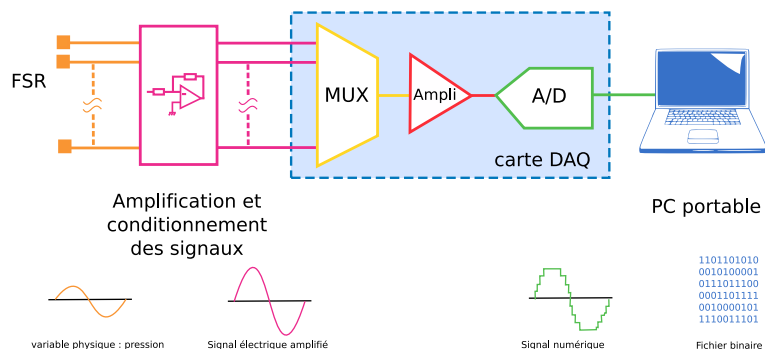 FSR
MUX
Ampli
A/D
carte DAQ
Amplification et
conditionnement
des signaux
PC portable
1101101010
0010100001
0111011100
0001101111
0010000101
1110011101
variable physique : pression
Signal électrique amplifié
Signal numérique
Fichier binaire